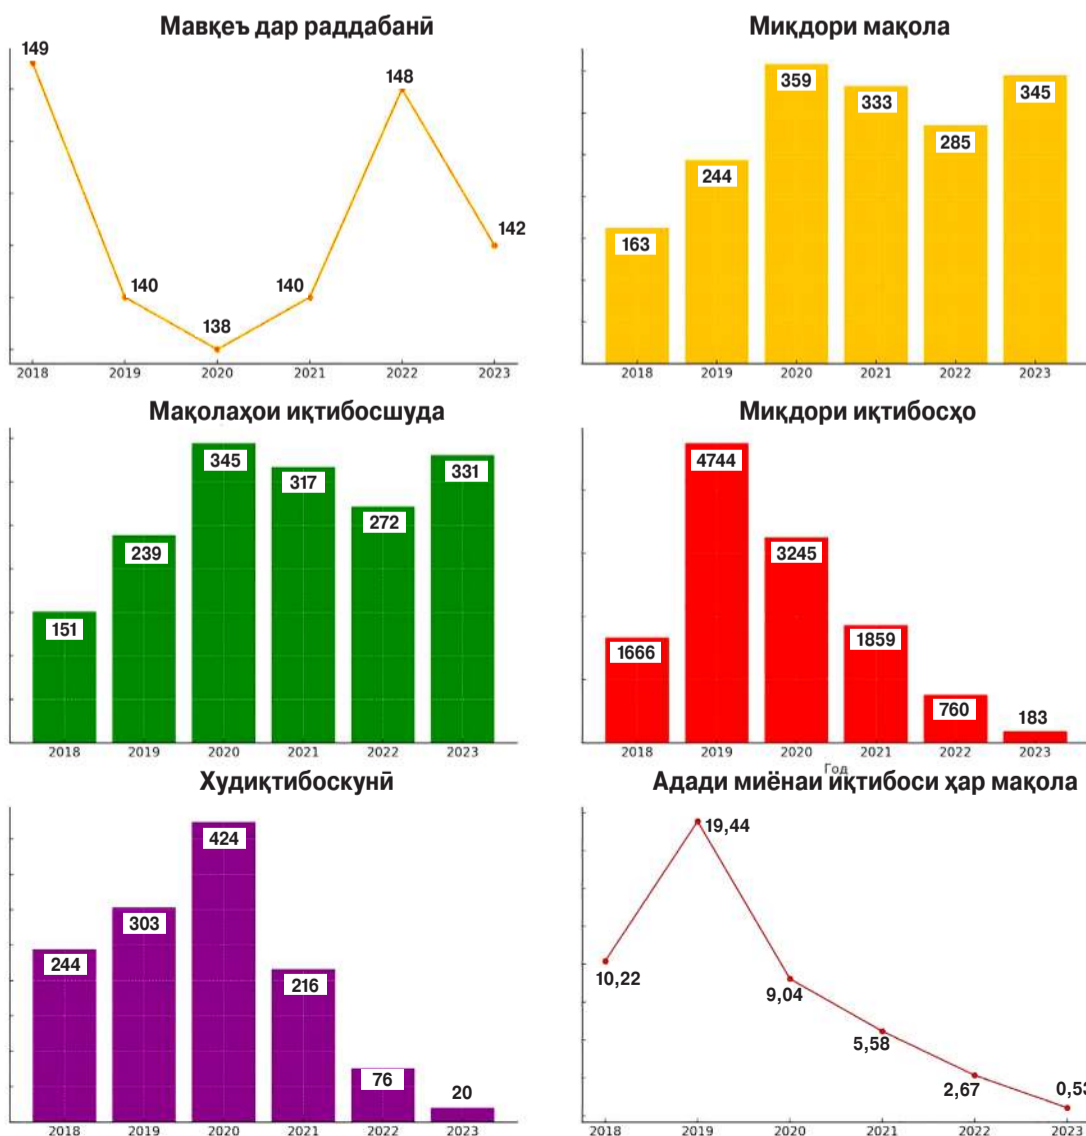 Мавқеъ дар раддабанӣ
149
140
138
140
148
142
2018 2019 2020 2021 2022 2023
Миқдори мақола
163
244
359
333
285
345
2018 2019 2020 2021 2022 2023
Мақолаҳои иқтибосшуда
151
239
345
317
272
331
2018 2019 2020 2021 2022 2023
Миқдори иқтибосҳо
1666
4744
3245
1859
760
183
2018 2019 2020 2021 2022 2023
Год
Худиқтибоскунӣ
244
303
424
216
76
20
2018 2019 2020 2021 2022 2023
Адади миёнаи иқтибоси ҳар мақола
10,22
19,44
9,04
5,58
2,67
0,53
2018 2019 2020 2021 2022 2023